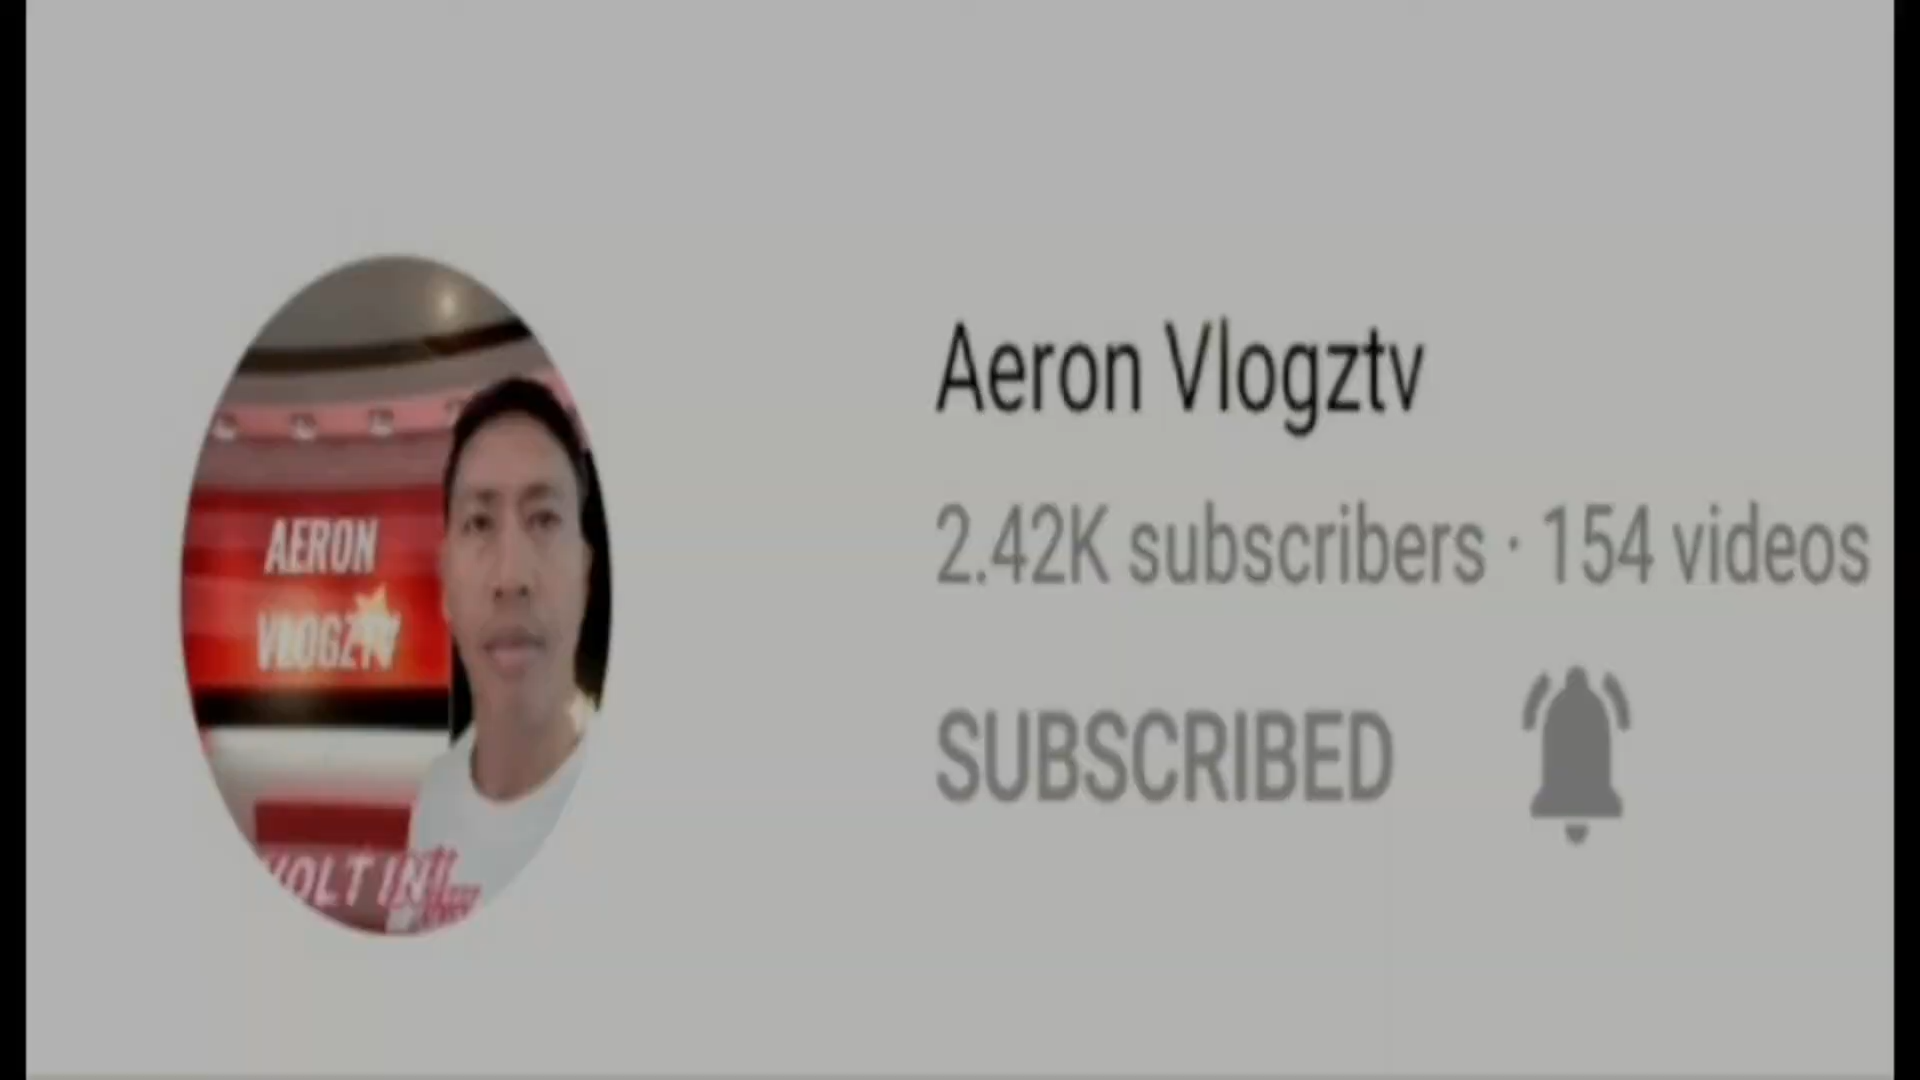 AERON
VLOGZTV
Aeron Vlogztv
2.42K subscribers · 154 videos
SUBSCRIBED